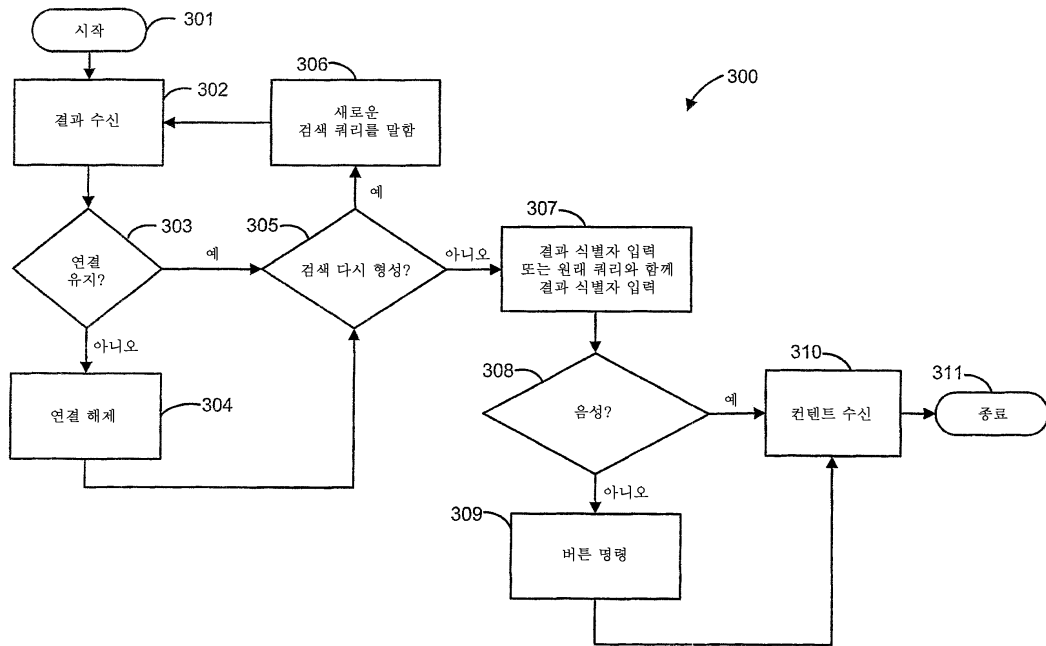 시작
301
306
300
302
결과 수신
새로운
검색 쿼리를 말함
예
303
305
307
연결
유지?
예
검색 다시 형성?
아니오
결과 식별자 입력
또는 원래 쿼리와 함께
결과 식별자 입력
아니오
308
310
311
304
연결 해제
음성?
예
컨텐트 수신
종료
아니오
309
버튼 명령